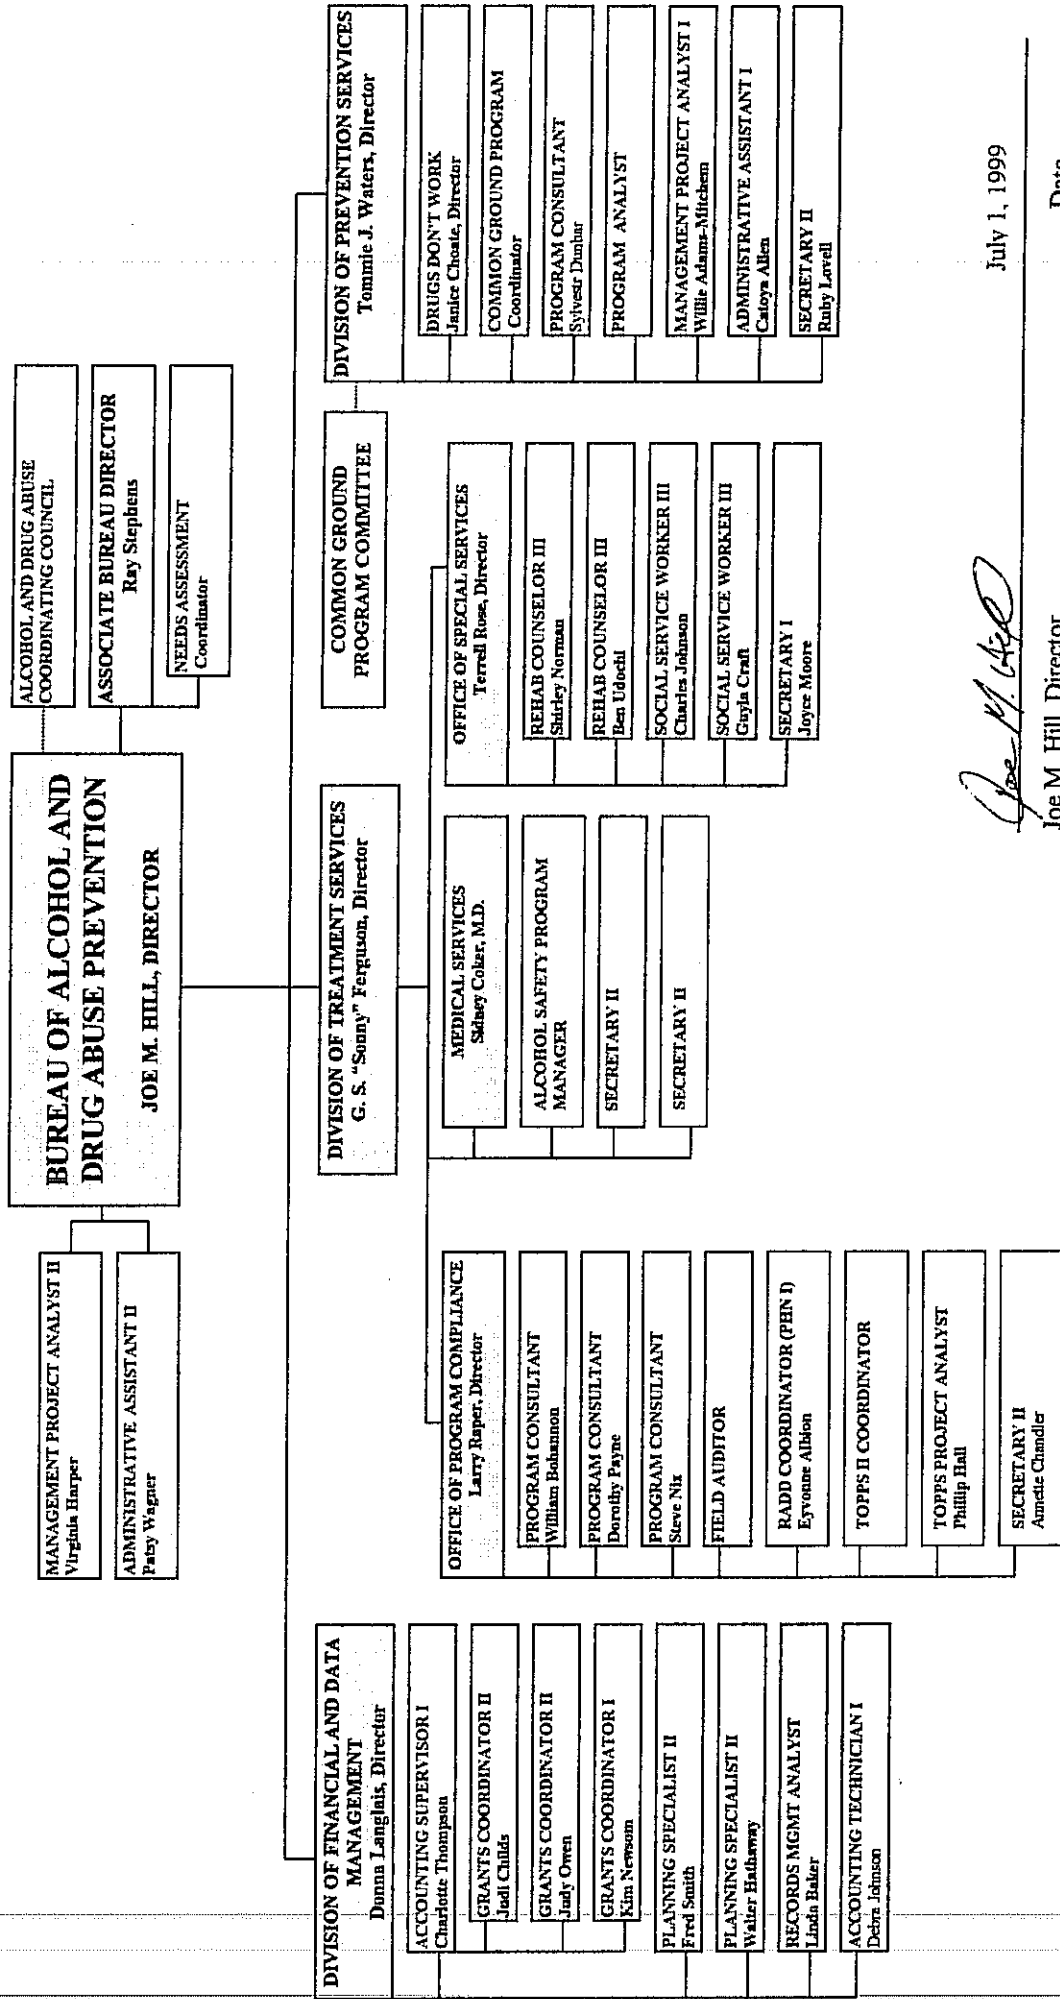 BUREAU OF ALCOHOL AND
DRUG ABUSE PREVENTION
JOE M. HILL, DIRECTOR
MANAGEMENT PROJECT ANALYST II
Virginia Harper
ADMINISTRATIVE ASSISTANT II
Patsy Wagner
ALCOHOL AND DRUG ABUSE
COORDINATING COUNCIL
ASSOCIATE BUREAU DIRECTOR
Ray Stephens
NEEDS ASSESSMENT
Coordinator
DIVISION OF FINANCIAL AND DATA
MANAGEMENT
Donna Langlais, Director
ACCOUNTING SUPERVISOR I
Charlotte Thompson
GRANTS COORDINATOR II
Judi Childs
GRANTS COORDINATOR II
Judy Owen
GRANTS COORDINATOR I
Kim Newsom
PLANNING SPECIALIST II
Fred Smith
PLANNING SPECIALIST II
Walter Hathaway
RECORDS MGMT ANALYST
Linda Baker
ACCOUNTING TECHNICIAN I
Debra Johnson
DIVISION OF TREATMENT SERVICES
G. S. "Sonny" Ferguson, Director
OFFICE OF PROGRAM COMPLIANCE
Larry Raper, Director
PROGRAM CONSULTANT
William Bohannon
PROGRAM CONSULTANT
Dorothy Payne
PROGRAM CONSULTANT
Steve Nix
FIELD AUDITOR
RADD COORDINATOR (PHN I)
Eyvonne Albion
TOPPS II COORDINATOR
TOPPS PROJECT ANALYST
Phillip Hall
SECRETARY II
Annette Chandler
MEDICAL SERVICES
Sidney Coker, M.D.
ALCOHOL SAFETY PROGRAM
MANAGER
SECRETARY II
SECRETARY II
OFFICE OF SPECIAL SERVICES
Terrell Rose, Director
REHAB COUNSELOR III
Shirley Norman
REHAB COUNSELOR III
Ben Udochi
SOCIAL SERVICE WORKER III
Charles Johnson
SOCIAL SERVICE WORKER III
Guyla Craft
SECRETARY I
Joyce Moore
COMMON GROUND
PROGRAM COMMITTEE
DIVISION OF PREVENTION SERVICES
Tommie J. Waters, Director
DRUGS DON'T WORK
Janice Choate, Director
COMMON GROUND PROGRAM
Coordinator
PROGRAM CONSULTANT
Sylvestr Dunbar
PROGRAM ANALYST
MANAGEMENT PROJECT ANALYST I
Willie Adams-Mitchem
ADMINISTRATIVE ASSISTANT I
Catoya Allen
SECRETARY II
Ruby Lovell
Joe M. Hill
July 1, 1999
Joe M. Hill, Director
Date